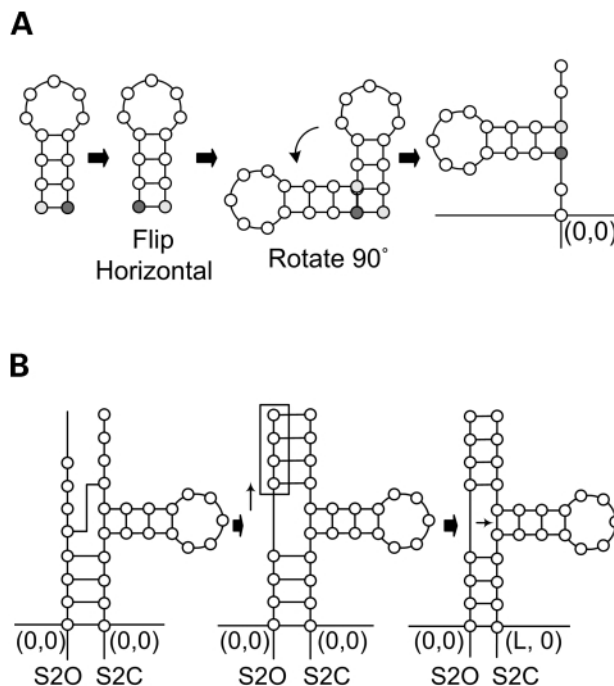 A
Flip
Horizontal
Rotate 90°
(0,0)
B
(0,0) (0,0) (0,0) (0,0) (0,0) (L, 0)
S2O S2C S2O S2C S2O S2C